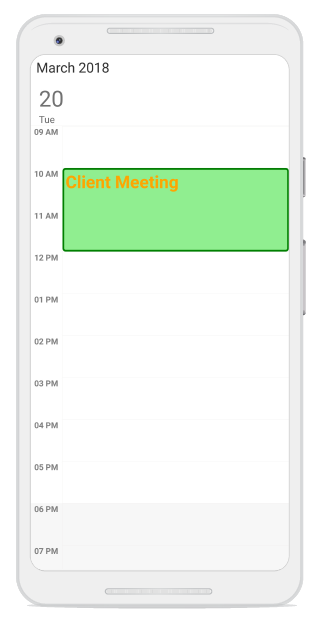 March 2018
20
Tue
09 AM
10 AM
Client Meeting
11 AM
12 PM
01 PM
02 PM
03 PM
04 PM
05 PM
06 PM
07 PM